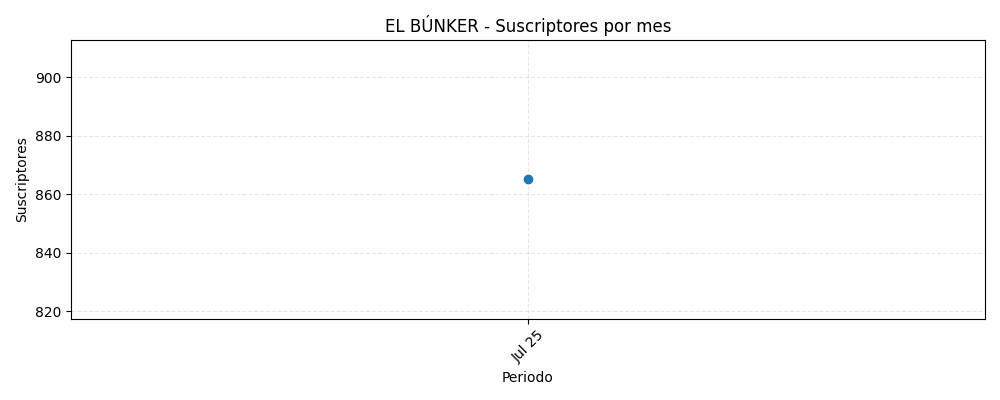 EL BÚNKER - Suscriptores por mes
Suscriptores
900
880
860
840
820
Jul 25
Periodo